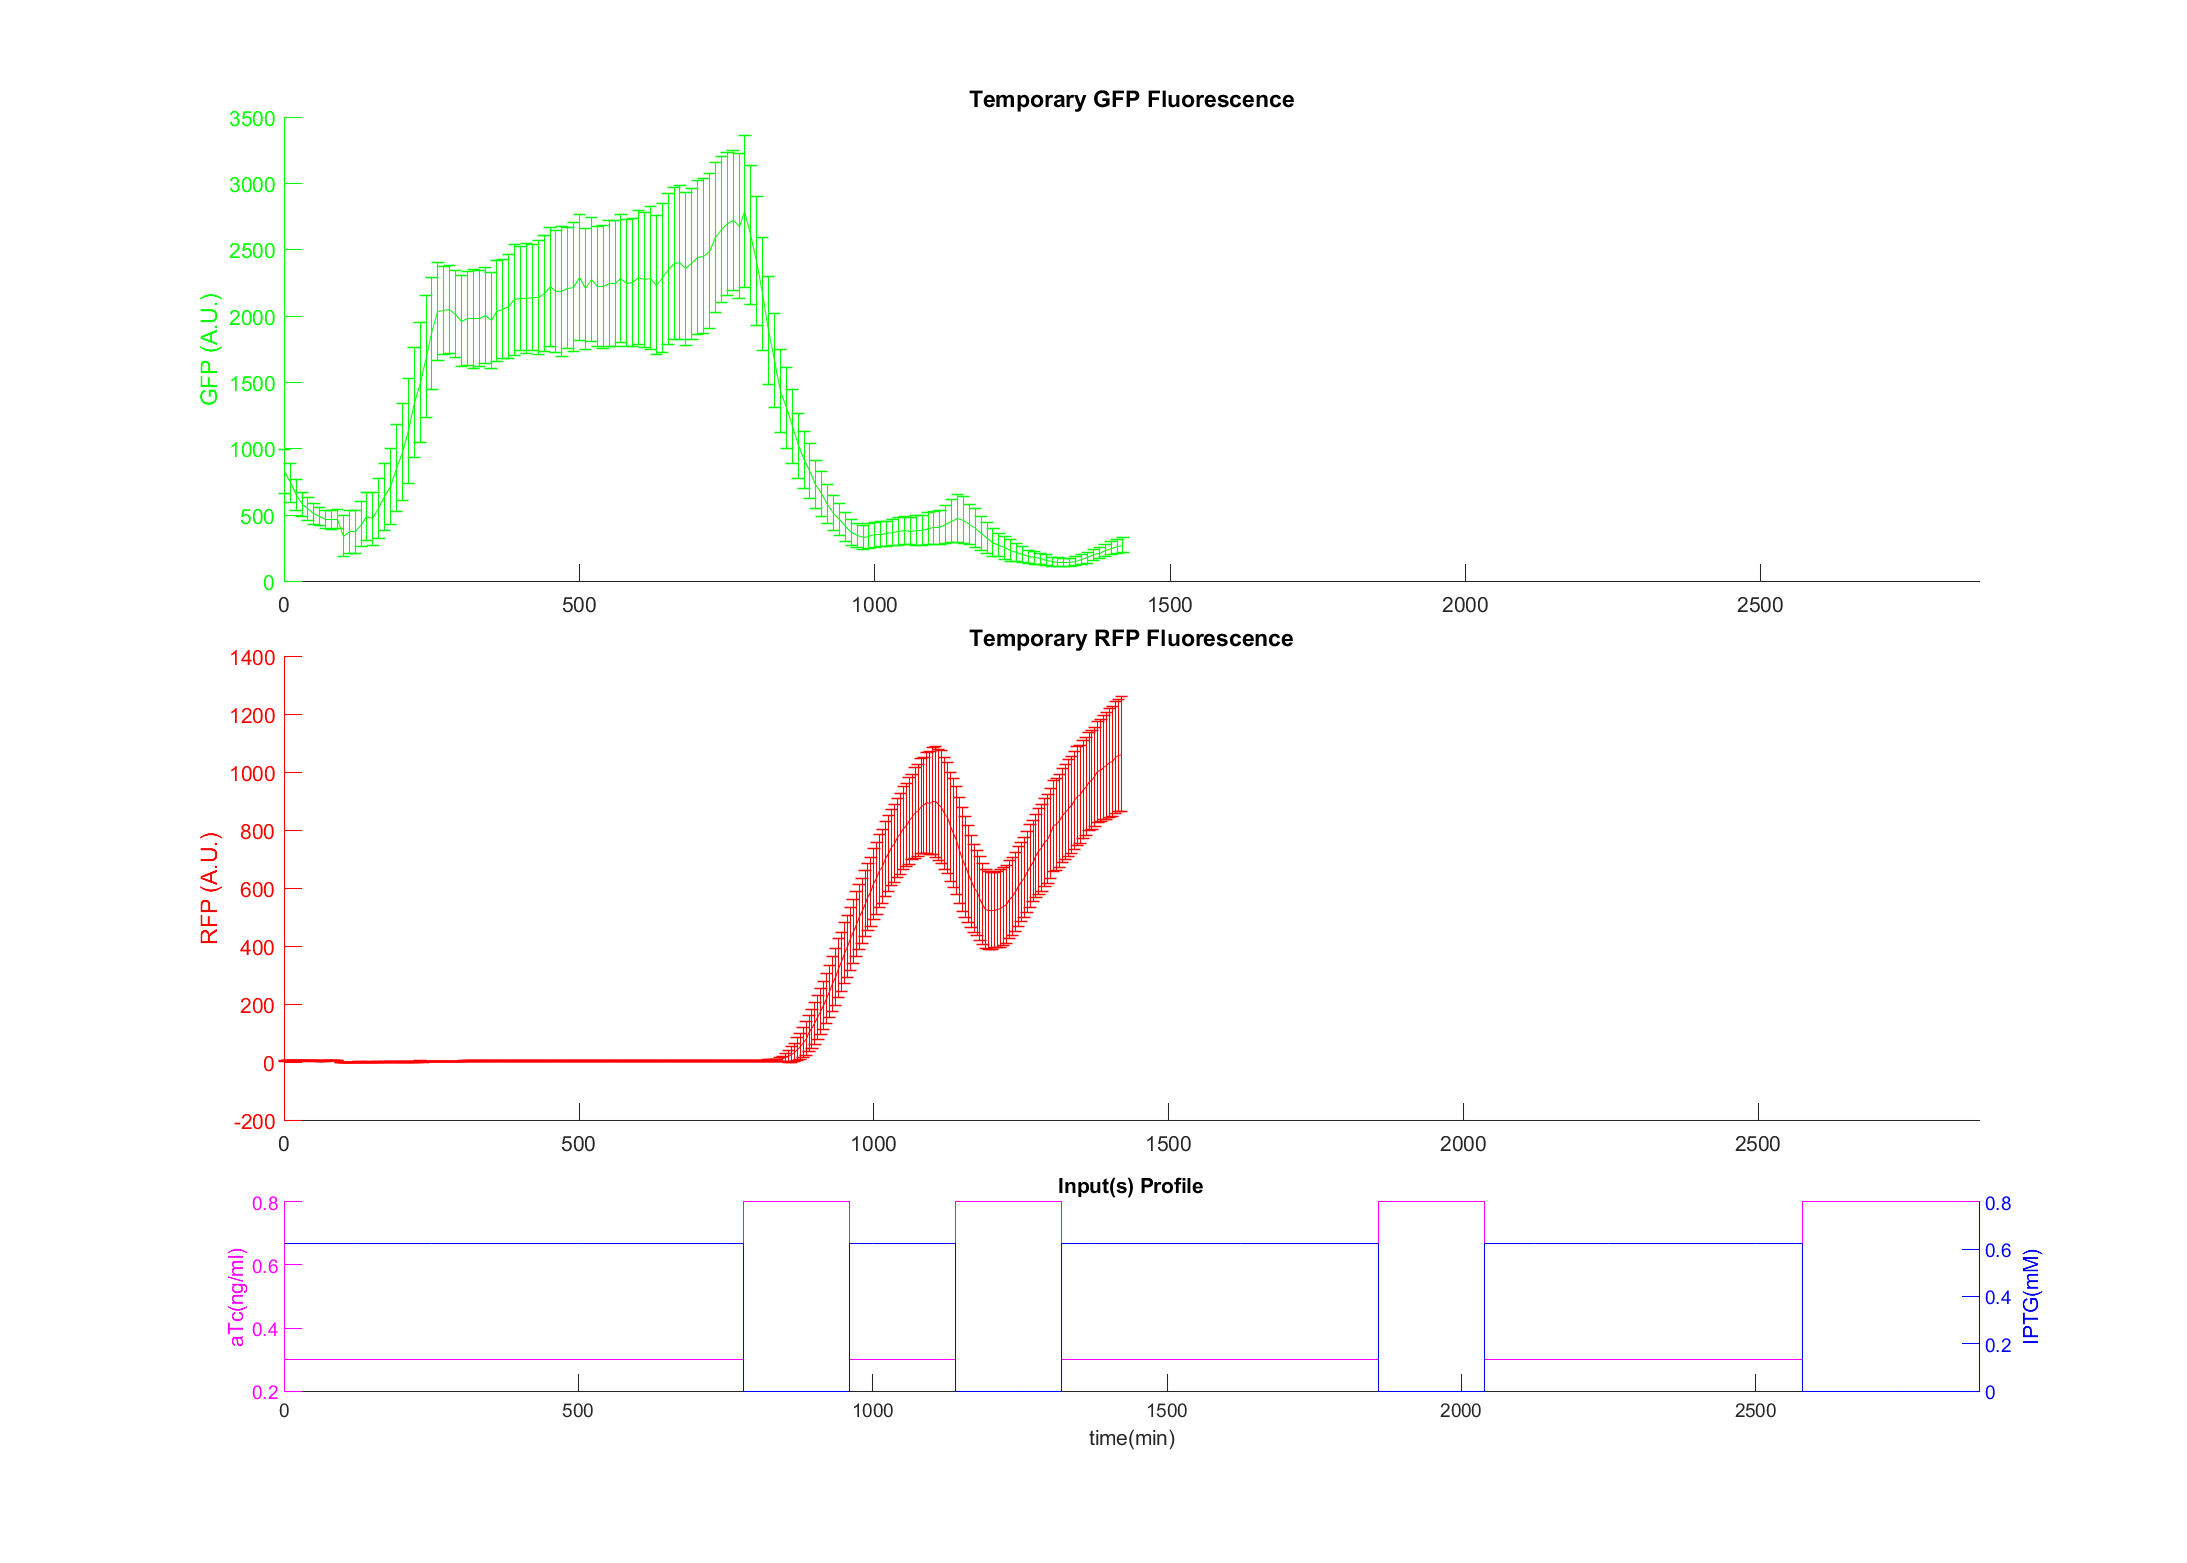 Temporary GFP Fluorescence
3500
3000
2500
2000
1500
1000
500
0
GFP (A.U.)
0 500 1000 1500 2000 2500
Temporary RFP Fluorescence
1400
1200
1000
800
600
400
200
0
-200
RFP (A.U.)
0 500 1000 1500 2000 2500
Input(s) Profile
0.8
0.6
0.4
0.2
aTc(ng/ml)
0.8
0.6
0.4
0.2
0
IPTG(mM)
0 500 1000 1500 2000 2500
time(min)